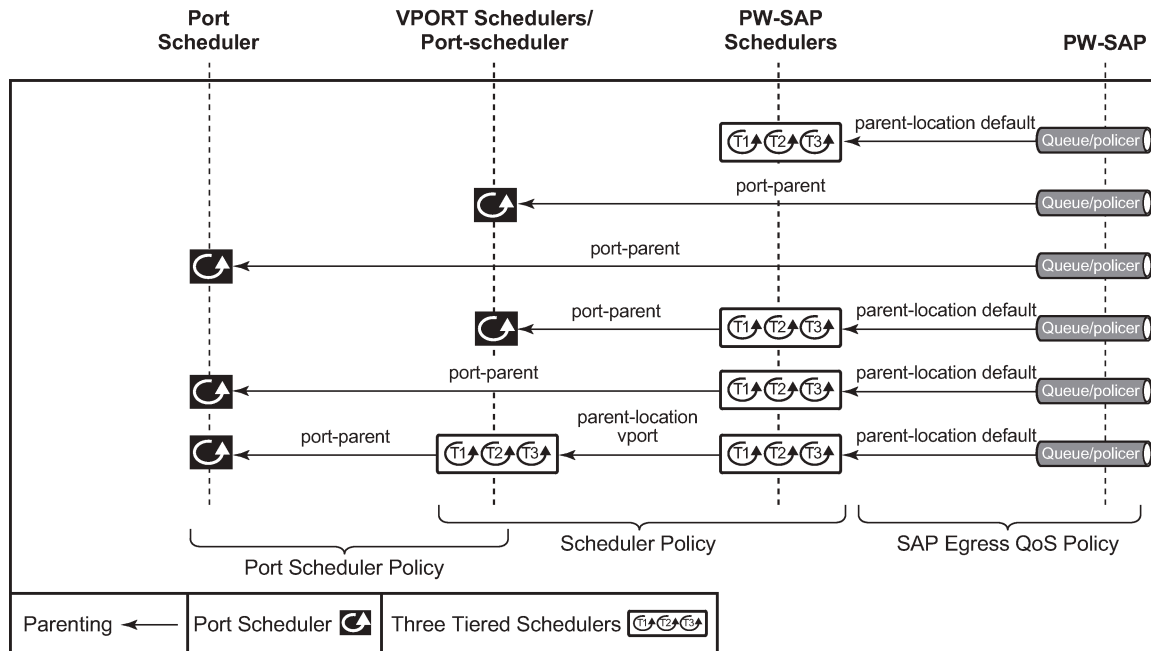 Port
Scheduler
VPORT Schedulers/
Port-scheduler
PW-SAP
Schedulers
PW-SAP
T1 T2 T3
parent-location default
Queue/policer
port-parent
Queue/policer
port-parent
Queue/policer
port-parent
T1 T2 T3
parent-location default
Queue/policer
port-parent
T1 T2 T3
parent-location default
Queue/policer
port-parent
T1 T2 T3
parent-location
vport
T1 T2 T3
parent-location default
Queue/policer
Port Scheduler Policy
Scheduler Policy
SAP Egress QoS Policy
Parenting
Port Scheduler
Three Tiered Schedulers
T1 T2 T3